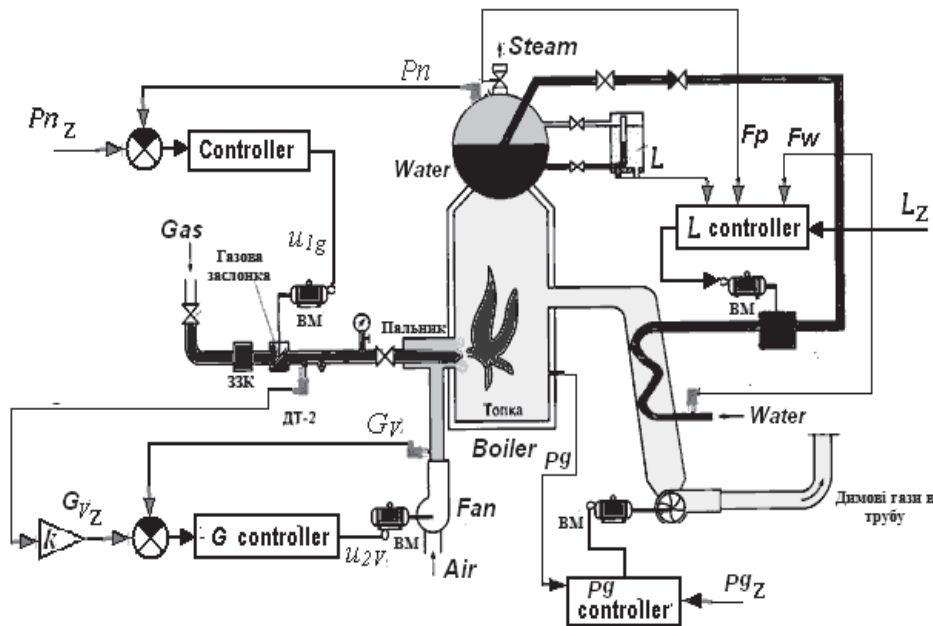 Steam
Pn
Pn z
Controller
Water
L
Fp
Fw
L controller
Lz
Gas
Газова
заслонка
u1g
ВМ
ВМ
Пальник
ЗЗК
ДТ-2
Топка
Boiler
Water
Gv
Pg
Gv z
k
G controller
u2v
ВМ
Fan
Air
ВМ
Димові гази в
трубу
Pg
controller
Pg z